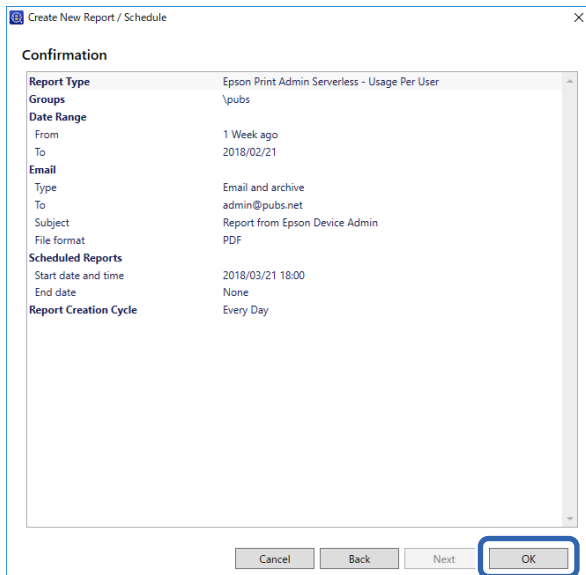 Create New Report / Schedule
Confirmation
Report Type Epson Print Admin Serverless - Usage Per User
Groups \pubs
Date Range
From 1 Week ago
To 2018/02/21
Email
Type Email and archive
To admin@pubs.net
Subject Report from Epson Device Admin
File format PDF
Scheduled Reports
Start date and time 2018/03/21 18:00
End date None
Report Creation Cycle Every Day
Cancel Back Next OK